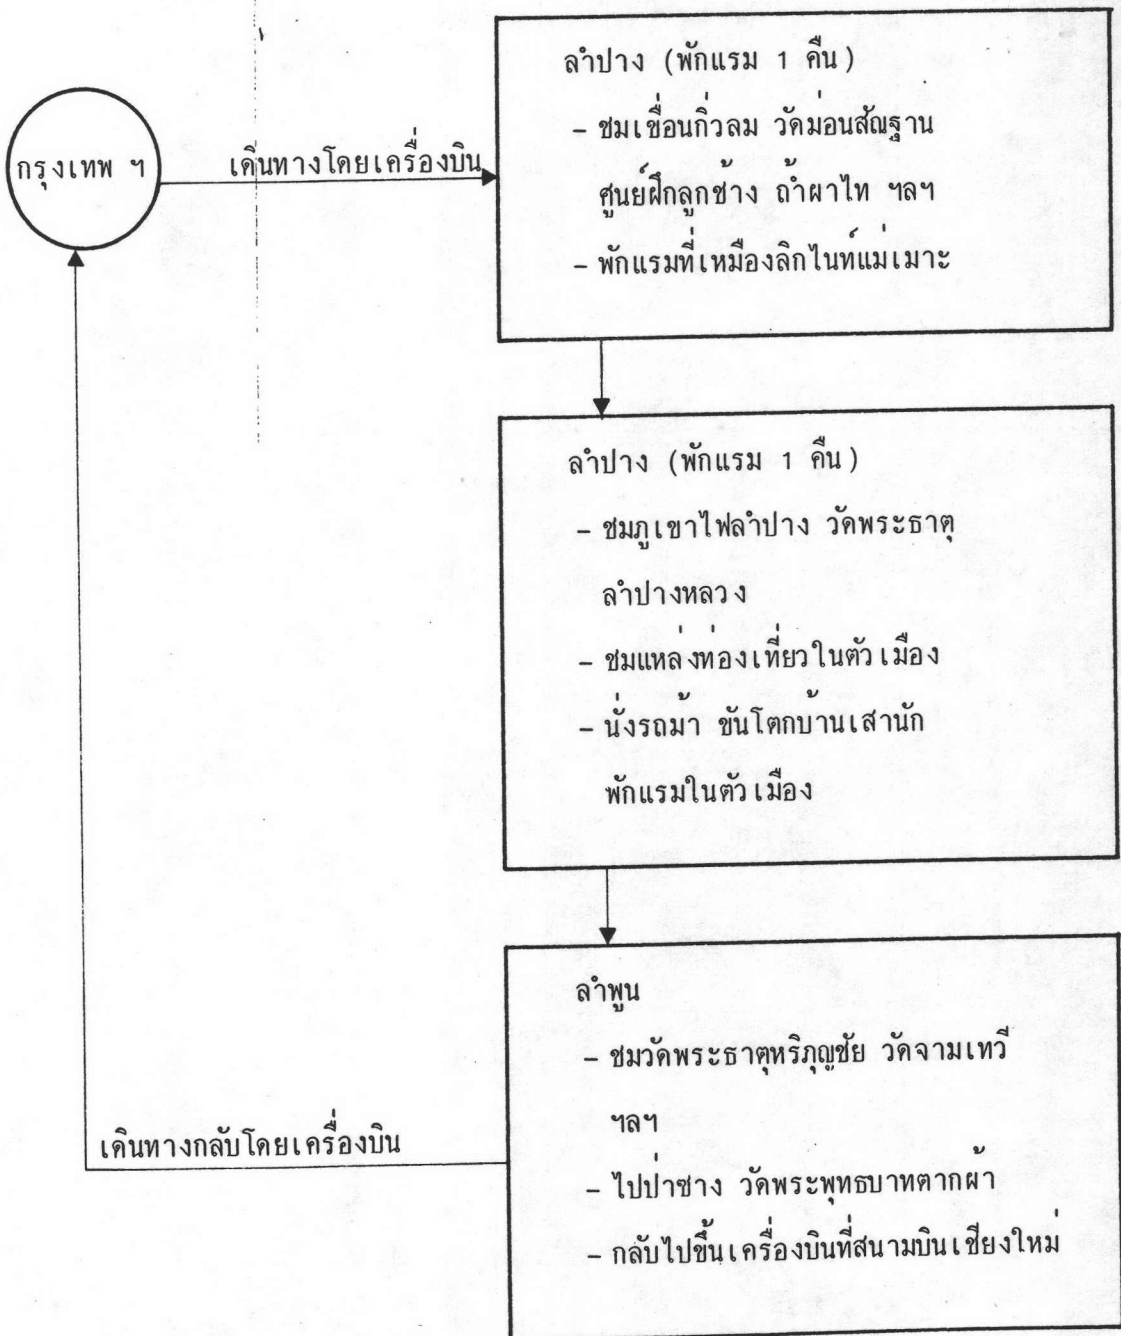 กรุงเทพ ฯ
เดินทางโดยเครื่องบิน
ลำปาง (พักแรม 1 คืน)
- ชมเขื่อนกิ่วลม วัดม่อนสัณฐาน
ศูนย์ฝึกลูกช้าง ถ้ำผาไท ฯลฯ
- พักแรมที่เหมืองลิกไนท์แม่เมาะ
ลำปาง (พักแรม 1 คืน)
- ชมภูเขาไฟลำปาง วัดพระธาตุ
ลำปางหลวง
- ชมแหล่งท่องเที่ยวในตัวเมือง
- นั่งรถม้า ขันโตกบ้านเสานัก
พักแรมในตัวเมือง
ลำพูน
- ชมวัดพระธาตุหริภุญชัย วัดจามเทวี
ฯลฯ
- ไปป่าซาง วัดพระพุทธบาทตากผ้า
- กลับไปขึ้นเครื่องบินที่สนามบินเชียงใหม่
เดินทางกลับโดยเครื่องบิน